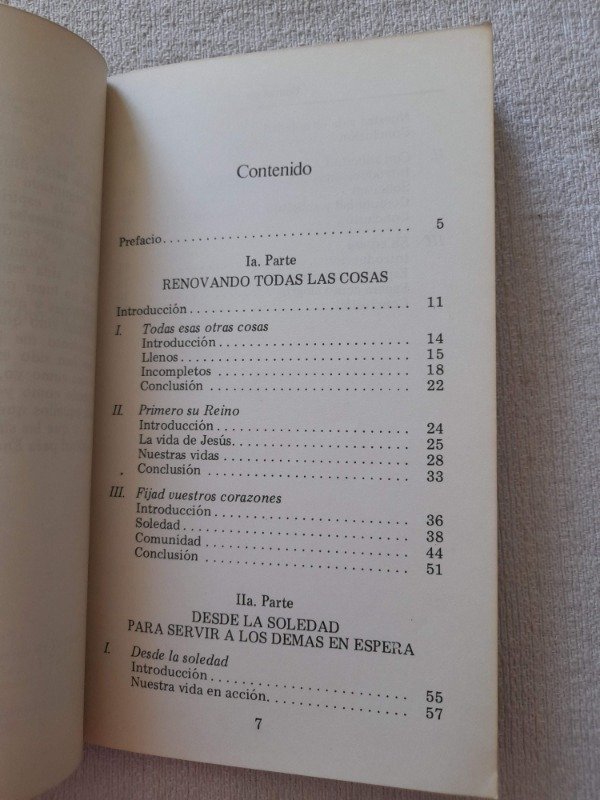 Contenido
Prefacio. . . . . . . . . . . . . . . . . . . . . . . . . . . . . . . . 5
Ia. Parte
RENOVANDO TODAS LAS COSAS
Introducción . . . . . . . . . . . . . . . . . . . . . . . . . . . . . 11
I. Todas esas otras cosas
Introducción . . . . . . . . . . . . . . . . . . . . . . . . . 14
Llenos . . . . . . . . . . . . . . . . . . . . . . . . . . . . . 15
Incompletos . . . . . . . . . . . . . . . . . . . . . . . . . 18
Conclusión . . . . . . . . . . . . . . . . . . . . . . . . . . 22
II. Primero su Reino
Introducción . . . . . . . . . . . . . . . . . . . . . . . . . 24
La vida de Jesús. . . . . . . . . . . . . . . . . . . . . . . 25
Nuestras vidas . . . . . . . . . . . . . . . . . . . . . . . 28
Conclusión . . . . . . . . . . . . . . . . . . . . . . . . . . 33
III. Fijad vuestros corazones
Introducción . . . . . . . . . . . . . . . . . . . . . . . . . 36
Soledad . . . . . . . . . . . . . . . . . . . . . . . . . . . . 38
Comunidad . . . . . . . . . . . . . . . . . . . . . . . . . 44
Conclusión . . . . . . . . . . . . . . . . . . . . . . . . . . 51
IIa. Parte
DESDE LA SOLEDAD
PARA SERVIR A LOS DEMAS EN ESPERA
I. Desde la soledad
Introducción . . . . . . . . . . . . . . . . . . . . . . . . . 55
Nuestra vida en acción. . . . . . . . . . . . . . . . . . 57
7